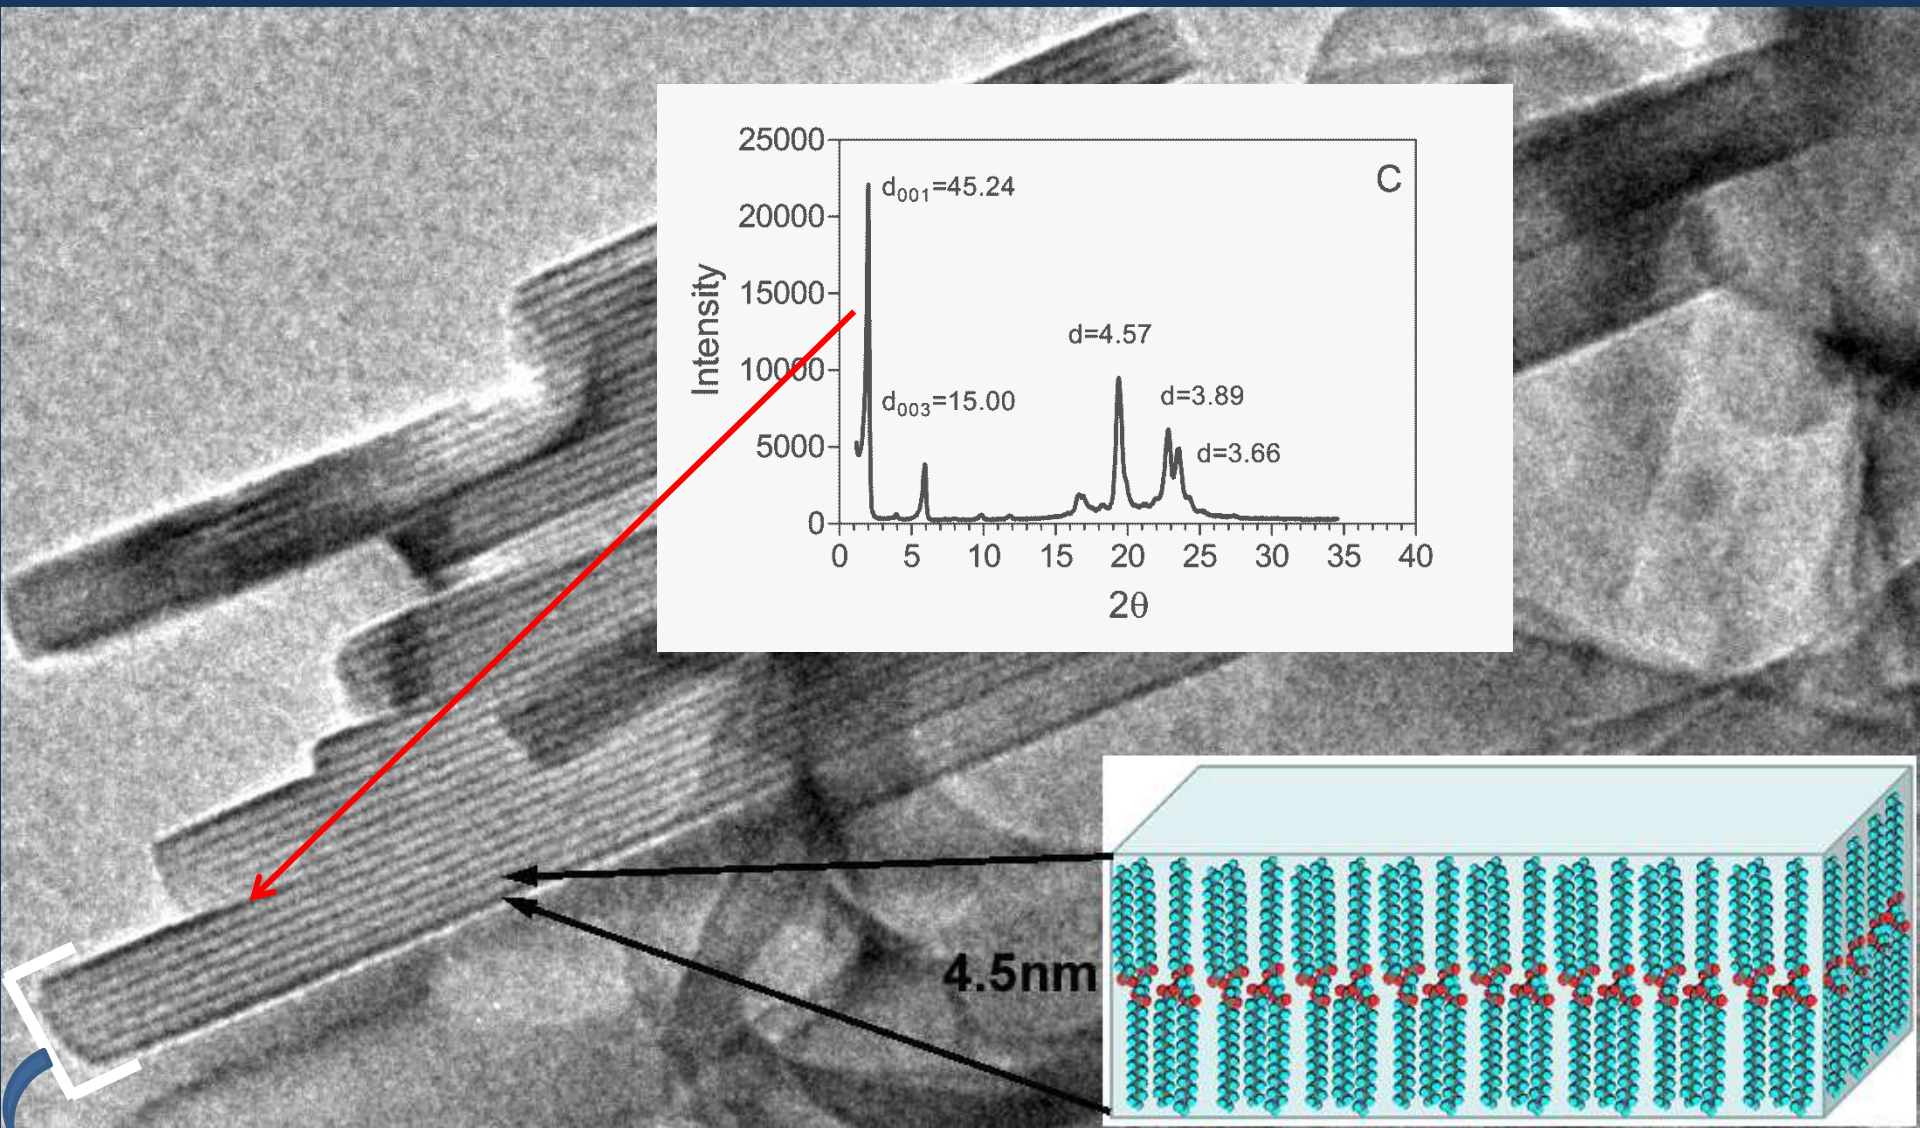 25000
20000
15000
10000
5000
0
Intensity
C
d₀₀₁=45.24
d₀₀₃=15.00
d=4.57
d=3.89
d=3.66
0 5 10 15 20 25 30 35 40
2θ
4.5nm